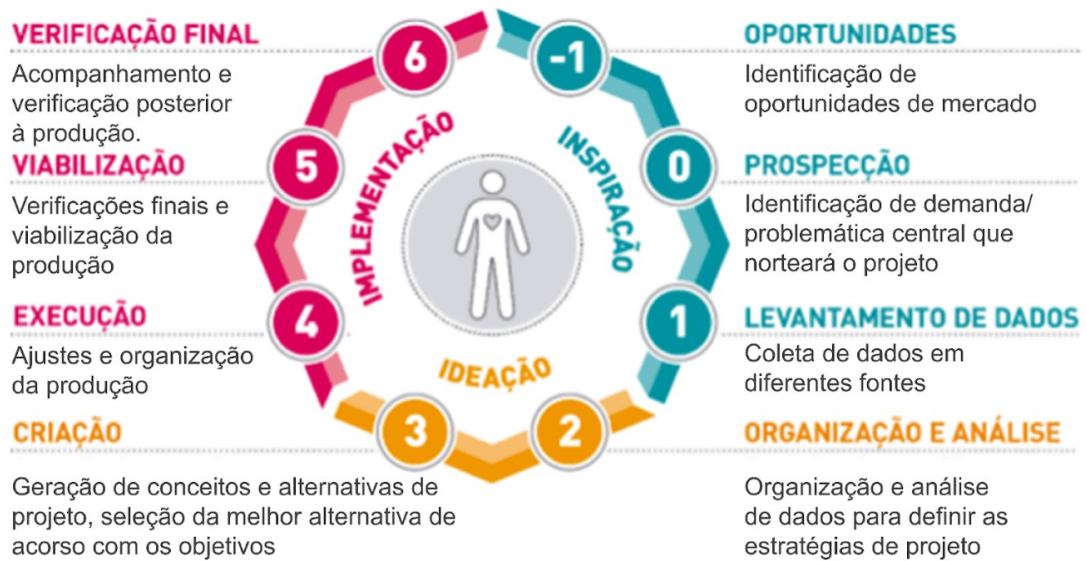 VERIFICAÇÃO FINAL
Acompanhamento e
verificação posterior
à produção.
VIABILIZAÇÃO
Verificações finais e
viabilização da
produção
EXECUÇÃO
Ajustes e organização
da produção
CRIAÇÃO
Geração de conceitos e alternativas de
projeto, seleção da melhor alternativa de
acorso com os objetivos
6
5
4
3
IMPLEMENTAÇÃO
INSPIRAÇÃO
IDEAÇÃO
-1
0
1
2
OPORTUNIDADES
Identificação de
oportunidades de mercado
PROSPECÇÃO
Identificação de demanda/
problemática central que
norteará o projeto
LEVANTAMENTO DE DADOS
Coleta de dados em
diferentes fontes
ORGANIZAÇÃO E ANÁLISE
Organização e análise
de dados para definir as
estratégias de projeto